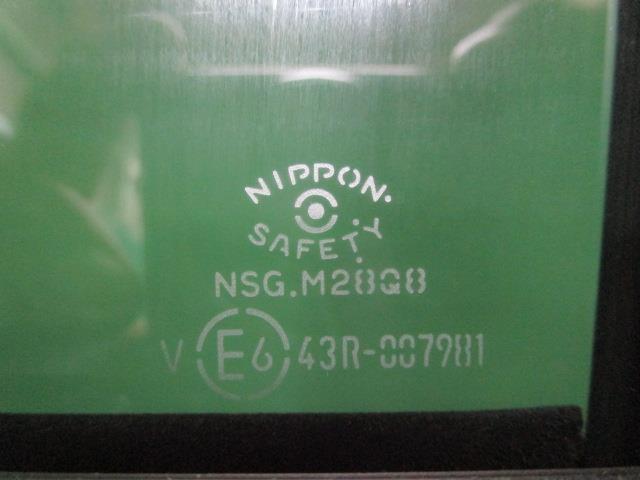 NIPPON.
SAFETY
NSG.M28Q8
V E6 43R-007981